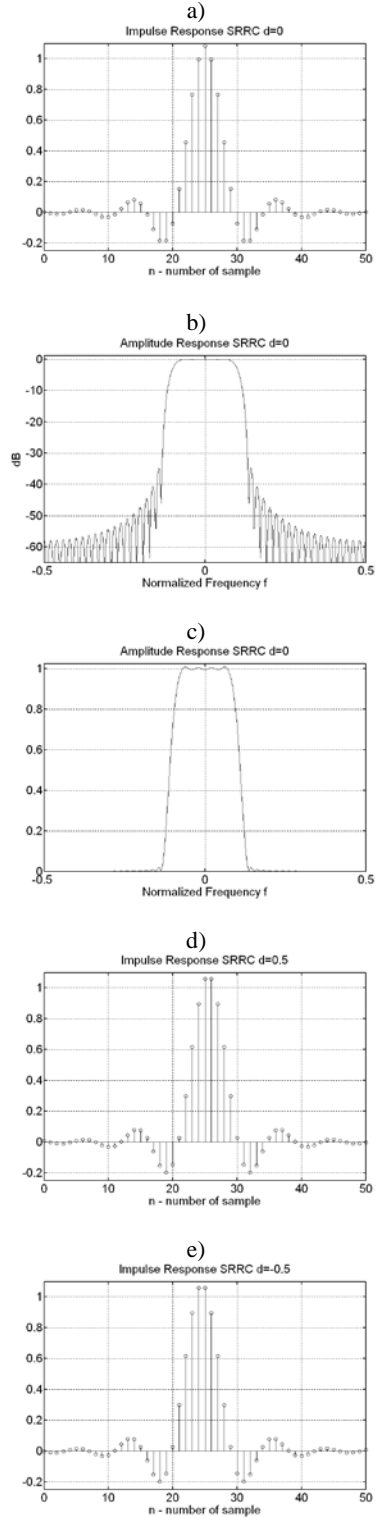 a)
Impulse Response SRRC d=0
1
0.8
0.6
0.4
0.2
0
-0.2
0 10 20 30 40 50
n - number of sample
b)
Amplitude Response SRRC d=0
0
-10
-20
-30
-40
-50
-60
dB
-0.5 0 0.5
Normalized Frequency f
c)
Amplitude Response SRRC d=0
1
0.8
0.6
0.4
0.2
0
-0.5 0 0.5
Normalized Frequency f
d)
Impulse Response SRRC d=0.5
1
0.8
0.6
0.4
0.2
0
-0.2
0 10 20 30 40 50
n - number of sample
e)
Impulse Response SRRC d=-0.5
1
0.8
0.6
0.4
0.2
0
-0.2
0 10 20 30 40 50
n - number of sample